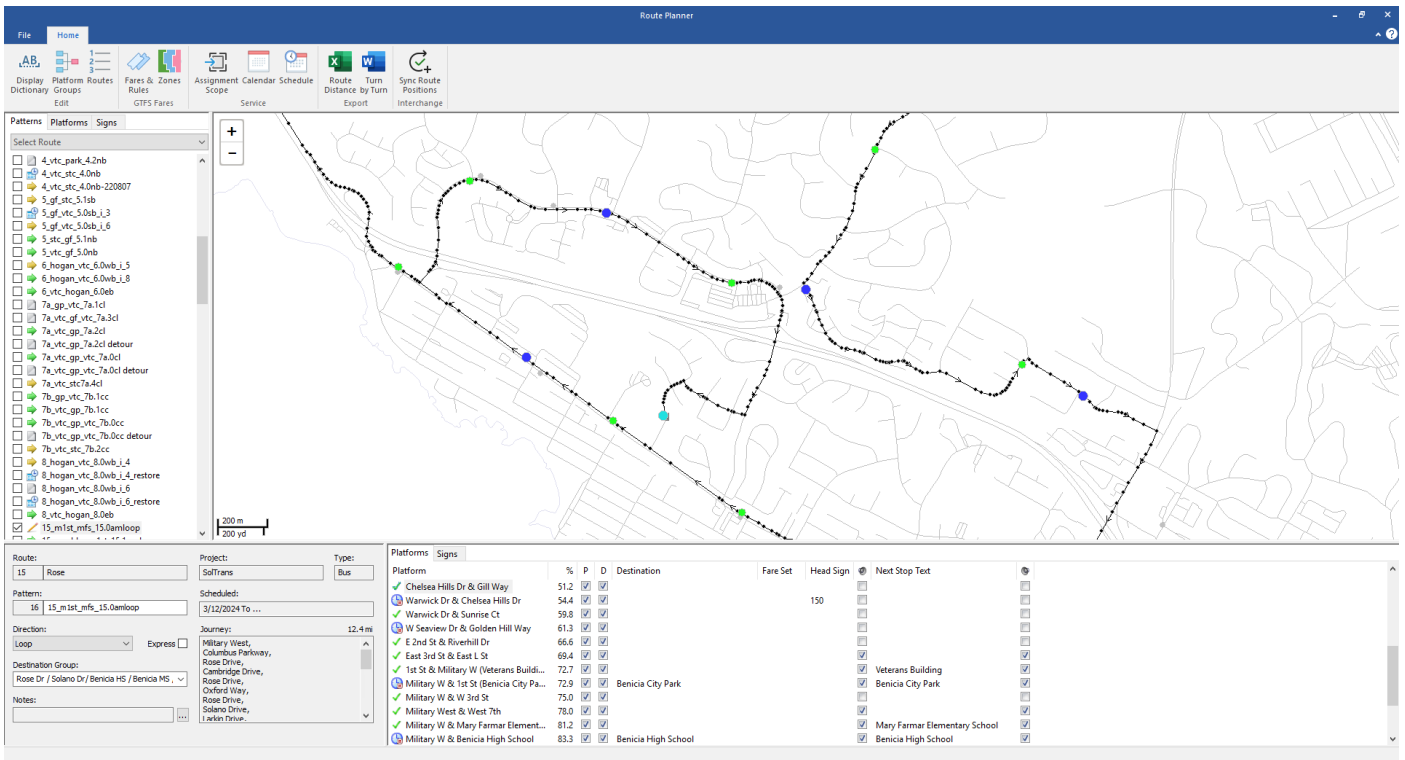 Route Planner
File Home
AB, 1 2 3
Display Dictionary Platform Groups Routes Fares & Rules Zones Assignment Scope Calendar Schedule Route Distance Turn by Turn Sync Route Positions
Edit GTFS Fares Service Export Interchange
Patterns Platforms Signs
Select Route
4_vtc_park_4.2nb
4_vtc_stc_4.0nb
4_vtc_stc_4.0nb-220807
5_gf_stc_5.1sb
5_gf_vtc_5.0sb_i_3
5_gf_vtc_5.0sb_i_6
5_stc_gf_5.1nb
5_vtc_gf_5.0nb
6_hogan_vtc_6.0wb_i_5
6_hogan_vtc_6.0wb_i_8
6_vtc_hogan_6.0eb
7a_gp_vtc_7a.1cl
7a_vtc_gf_vtc_7a.3cl
7a_vtc_gp_7a.2cl
7a_vtc_gp_7a.2cl detour
7a_vtc_gp_vtc_7a.0cl
7a_vtc_gp_vtc_7a.0cl detour
7a_vtc_stc7a.4cl
7b_gp_vtc_7b.1cc
7b_vtc_gp_7b.1cc
7b_vtc_gp_vtc_7b.0cc
7b_vtc_gp_vtc_7b.0cc detour
7b_vtc_stc_7b.2cc
8_hogan_vtc_8.0wb_i_4
8_hogan_vtc_8.0wb_i_4_restore
8_hogan_vtc_8.0wb_i_6
8_hogan_vtc_8.0wb_i_6_restore
8_vtc_hogan_8.0eb
15_m1st_mfs_15.0amloop
+
−
200 m
200 yd
Route: Project: Type:
15 Rose SolTrans Bus
Pattern: Scheduled:
16 15_m1st_mfs_15.0amloop 3/12/2024 To ...
Direction: Journey: 12.4 mi
Loop Express
Destination Group:
Rose Dr / Solano Dr/ Benicia HS / Benicia MS ,
Notes:
...
Military West,
Columbus Parkway,
Rose Drive,
Cambridge Drive,
Rose Drive,
Oxford Way,
Rose Drive,
Solano Drive,
Larkin Drive,
Platforms Signs
Platform % P D Destination Fare Set Head Sign Next Stop Text
Chelsea Hills Dr & Gill Way 51.2
Warwick Dr & Chelsea Hills Dr 54.4 150
Warwick Dr & Sunrise Ct 59.8
W Seaview Dr & Golden Hill Way 61.3
E 2nd St & Riverhill Dr 66.6
East 3rd St & East L St 69.4
1st St & Military W (Veterans Buildi... 72.7 Veterans Building
Military W & 1st St (Benicia City Pa... 72.9 Benicia City Park Benicia City Park
Military W & W 3rd St 75.0
Military West & West 7th 78.0
Military W & Mary Farmar Element... 81.2 Mary Farmar Elementary School
Military W & Benicia High School 83.3 Benicia High School Benicia High School